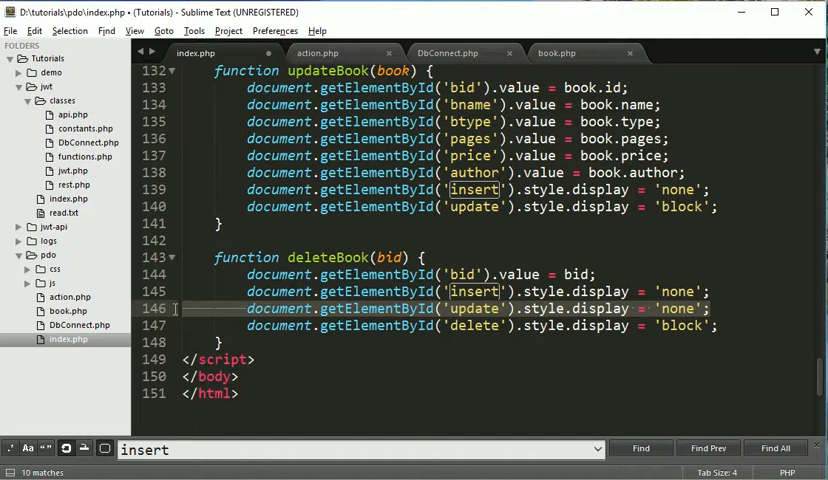 D:\tutorials\pdo\index.php • (Tutorials) - Sublime Text (UNREGISTERED)
File Edit Selection Find View Goto Tools Project Preferences Help
FOLDERS
Tutorials
demo
jwt
classes
api.php
constants.php
DbConnect.php
functions.php
jwt.php
rest.php
index.php
read.txt
jwt-api
logs
pdo
css
js
action.php
book.php
DbConnect.php
index.php
index.php action.php DbConnect.php book.php
132 function updateBook(book) {
133 document.getElementById('bid').value = book.id;
134 document.getElementById('bname').value = book.name;
135 document.getElementById('btype').value = book.type;
136 document.getElementById('pages').value = book.pages;
137 document.getElementById('price').value = book.price;
138 document.getElementById('author').value = book.author;
139 document.getElementById('insert').style.display = 'none';
140 document.getElementById('update').style.display = 'block';
141 }
142
143 function deleteBook(bid) {
144 document.getElementById('bid').value = bid;
145 document.getElementById('insert').style.display = 'none';
146 document.getElementById('update').style.display = 'none';
147 document.getElementById('delete').style.display = 'block';
148 }
149 </script>
150 </body>
151 </html>
.* Aa “” insert Find Find Prev Find All
10 matches Tab Size: 4 PHP